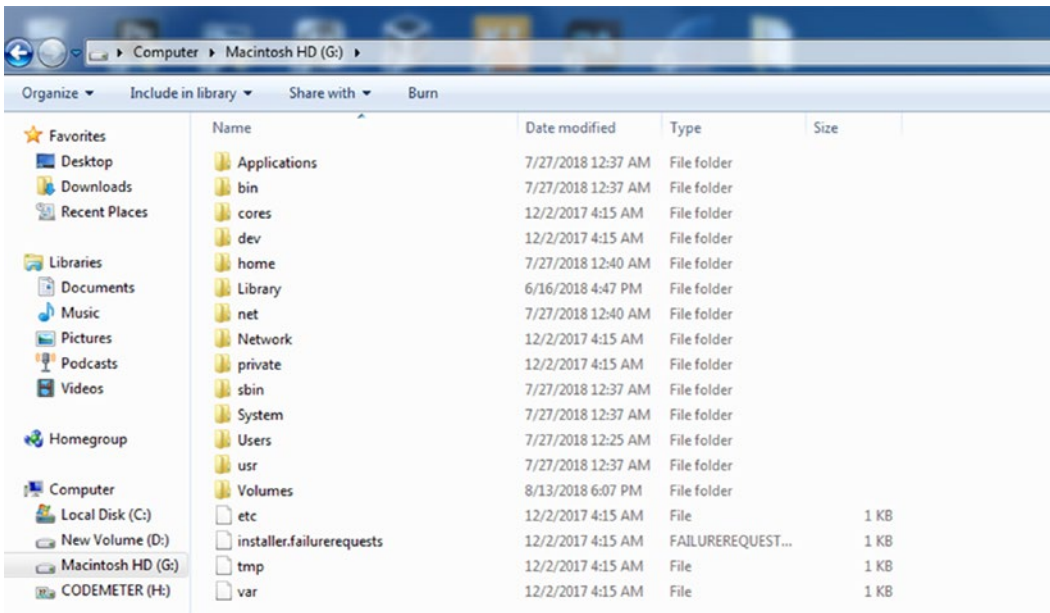 Computer ▸ Macintosh HD (G:) ▸
Organize Include in library Share with Burn
Favorites
Desktop
Downloads
Recent Places
Libraries
Documents
Music
Pictures
Podcasts
Videos
Homegroup
Computer
Local Disk (C:)
New Volume (D:)
Macintosh HD (G:)
CODEMETER (H:)
Name Date modified Type Size
Applications 7/27/2018 12:37 AM File folder
bin 7/27/2018 12:37 AM File folder
cores 12/2/2017 4:15 AM File folder
dev 12/2/2017 4:15 AM File folder
home 7/27/2018 12:40 AM File folder
Library 6/16/2018 4:47 PM File folder
net 7/27/2018 12:40 AM File folder
Network 12/2/2017 4:15 AM File folder
private 12/2/2017 4:15 AM File folder
sbin 7/27/2018 12:37 AM File folder
System 7/27/2018 12:37 AM File folder
Users 7/27/2018 12:25 AM File folder
usr 7/27/2018 12:37 AM File folder
Volumes 8/13/2018 6:07 PM File folder
etc 12/2/2017 4:15 AM File 1 KB
installer.failurerequests 12/2/2017 4:15 AM FAILUREREQUEST... 1 KB
tmp 12/2/2017 4:15 AM File 1 KB
var 12/2/2017 4:15 AM File 1 KB